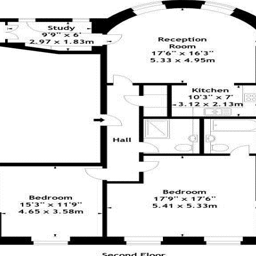 Study
9'9" x 6'
2.97 x 1.83m
Reception
Room
17'6" x 16'3"
5.33 x 4.95m
Kitchen
10'3" x 7'
3.12 x 2.13m
Hall
Bedroom
15'3" x 11'9"
4.65 x 3.58m
Bedroom
17'9" x 17'6"
5.41 x 5.33m
Second Floor